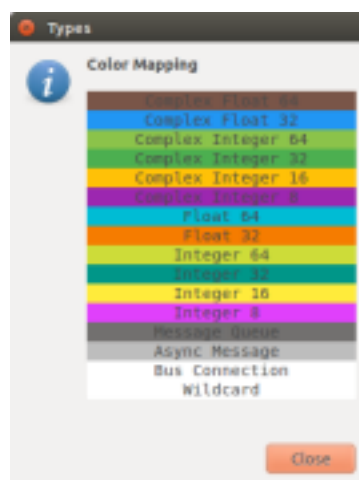 Types
Color Mapping
Complex Float 64
Complex Float 32
Complex Integer 64
Complex Integer 32
Complex Integer 16
Complex Integer 8
Float 64
Float 32
Integer 64
Integer 32
Integer 16
Integer 8
Message Queue
Async Message
Bus Connection
Wildcard
Close